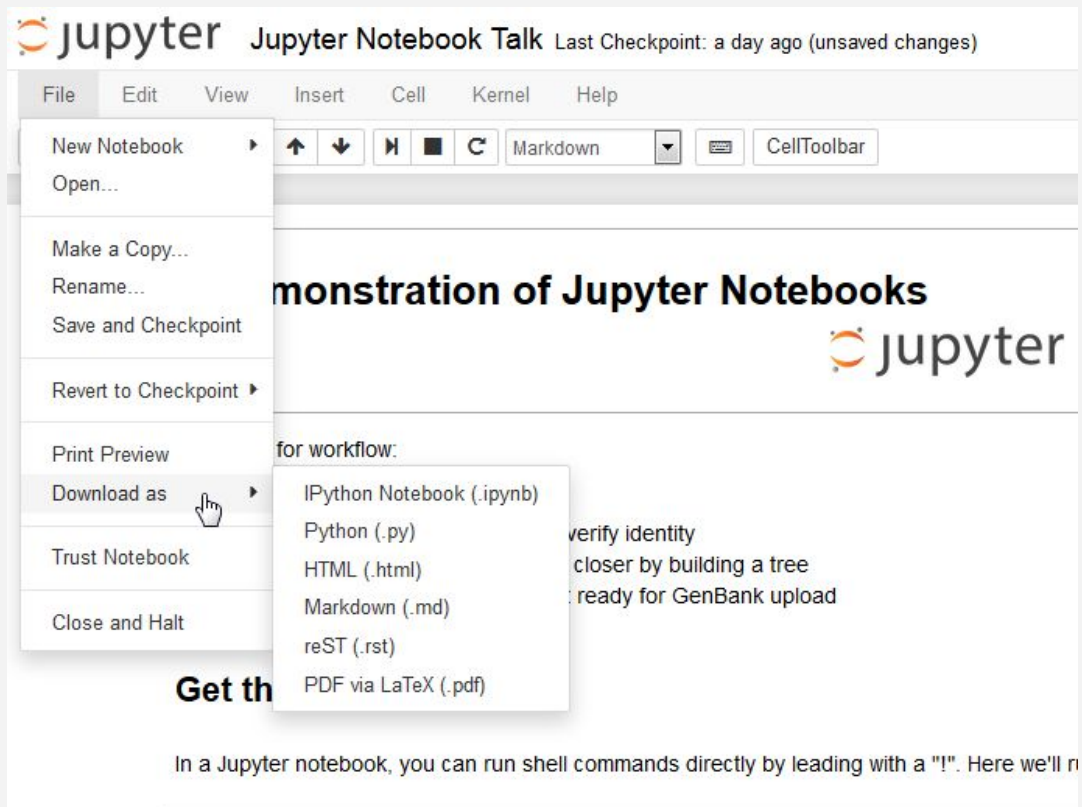 jupyter Jupyter Notebook Talk Last Checkpoint: a day ago (unsaved changes)
File Edit View Insert Cell Kernel Help
Markdown CellToolbar
New Notebook
Open...
Make a Copy...
Rename...
Save and Checkpoint
Revert to Checkpoint
Print Preview
Download as
Trust Notebook
Close and Halt
IPython Notebook (.ipynb)
Python (.py)
HTML (.html)
Markdown (.md)
reST (.rst)
PDF via LaTeX (.pdf)
of Jupyter Notebooks
jupyter
for workflow:
verify identity
closer by building a tree
ready for GenBank upload
Get
In a Jupyter notebook, you can run shell commands directly by leading with a "!". Here we'll